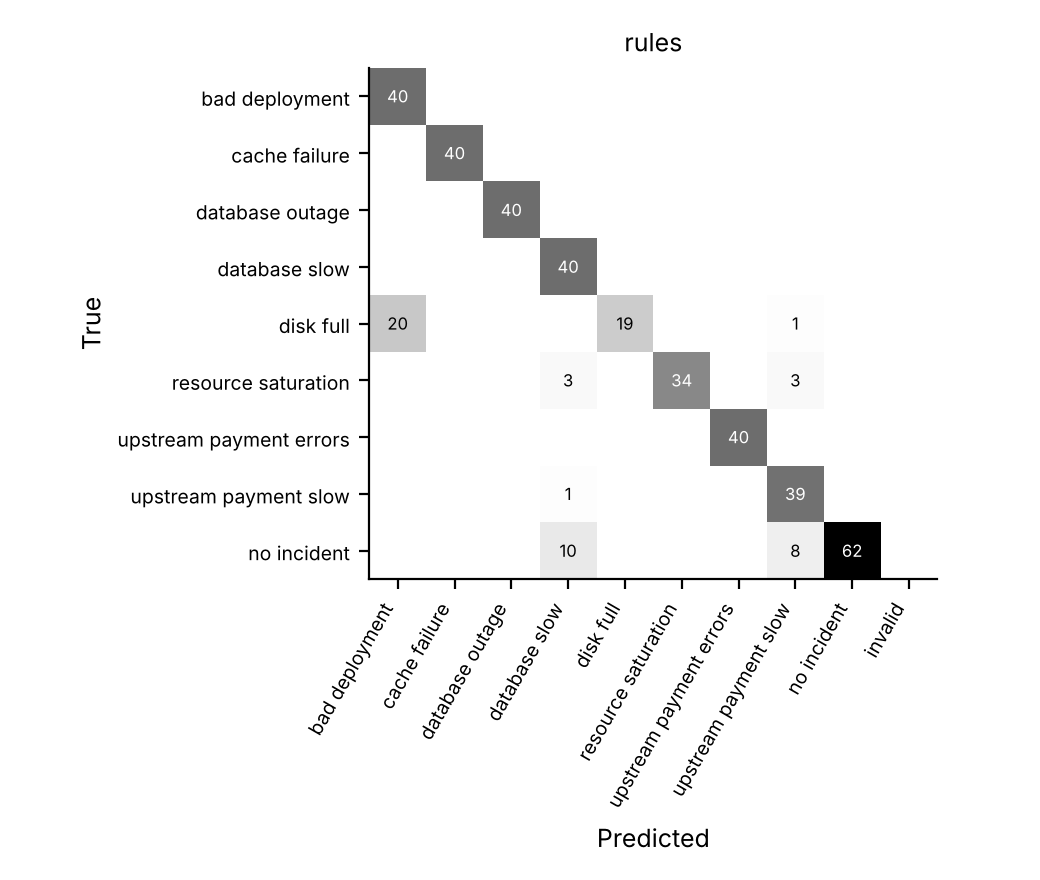 rules
True
bad deployment 40
cache failure 40
database outage 40
database slow 40
disk full 20 19 1
resource saturation 3 34 3
upstream payment errors 40
upstream payment slow 1 39
no incident 10 8 62
bad deployment
cache failure
database outage
database slow
disk full
resource saturation
upstream payment errors
upstream payment slow
no incident
invalid
Predicted